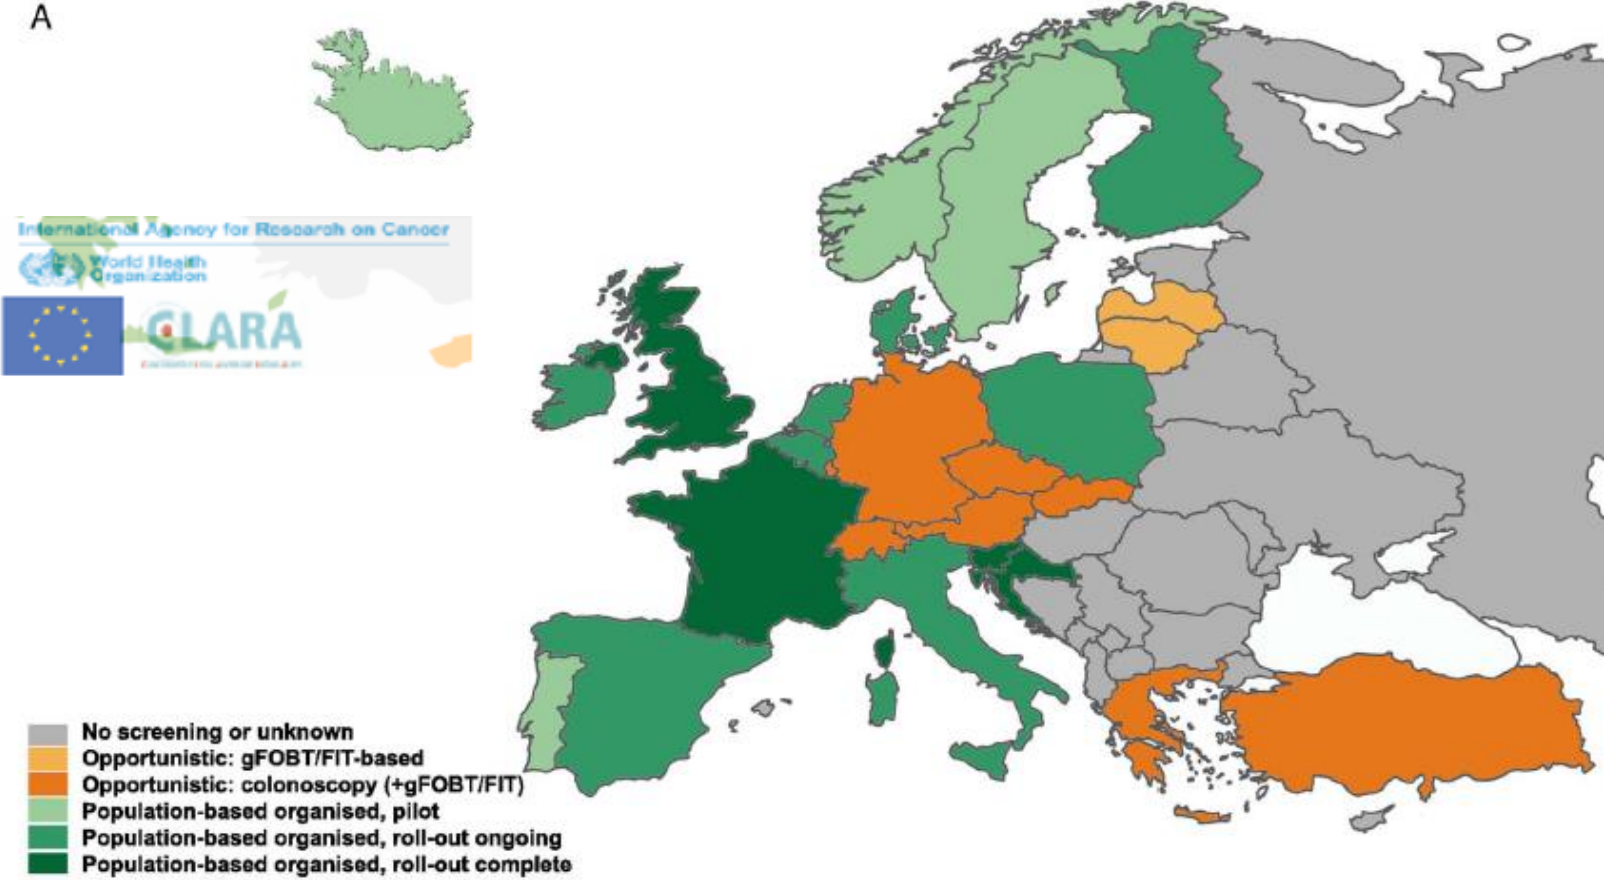 A
International Agency for Research on Cancer
World Health
Organization
CLARA
No screening or unknown
Opportunistic: gFOBT/FIT-based
Opportunistic: colonoscopy (+gFOBT/FIT)
Population-based organised, pilot
Population-based organised, roll-out ongoing
Population-based organised, roll-out complete